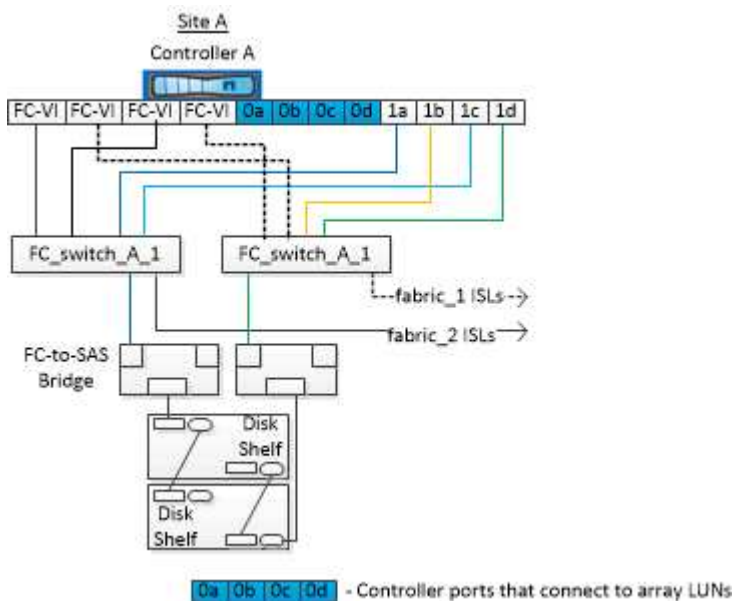 Site A
Controller A
FC-VI FC-VI FC-VI FC-VI 0a 0b 0c 0d 1a 1b 1c 1d
FC_switch_A_1 FC_switch_A_1
fabric_1 ISLs
fabric_2 ISLs
FC-to-SAS
Bridge
Disk
Shelf
Disk
Shelf
0a 0b 0c 0d - Controller ports that connect to array LUNs